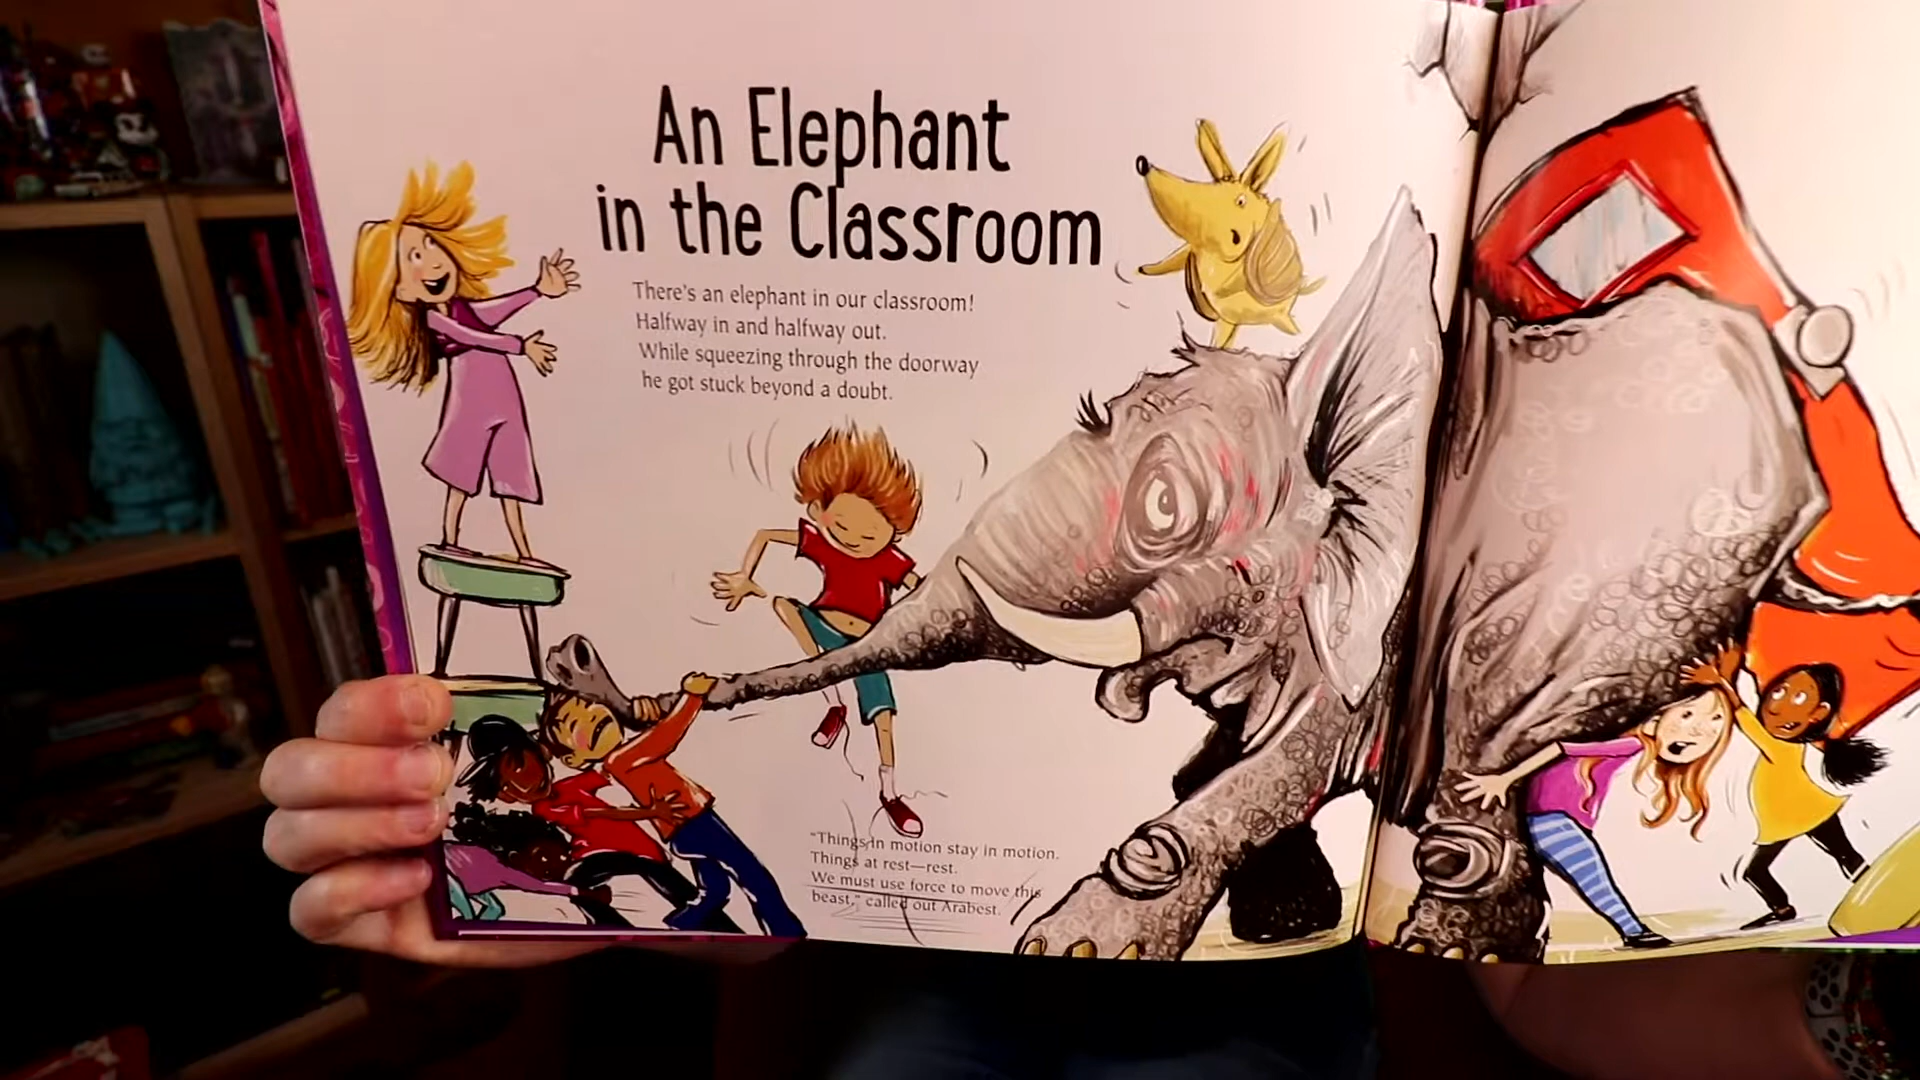 An Elephant
in the Classroom
There's an elephant in our classroom!
Halfway in and halfway out.
While squeezing through the doorway
he got stuck beyond a doubt.
"Things in motion stay in motion.
Things at rest—rest.
We must use force to move this
beast," called out Arabest.